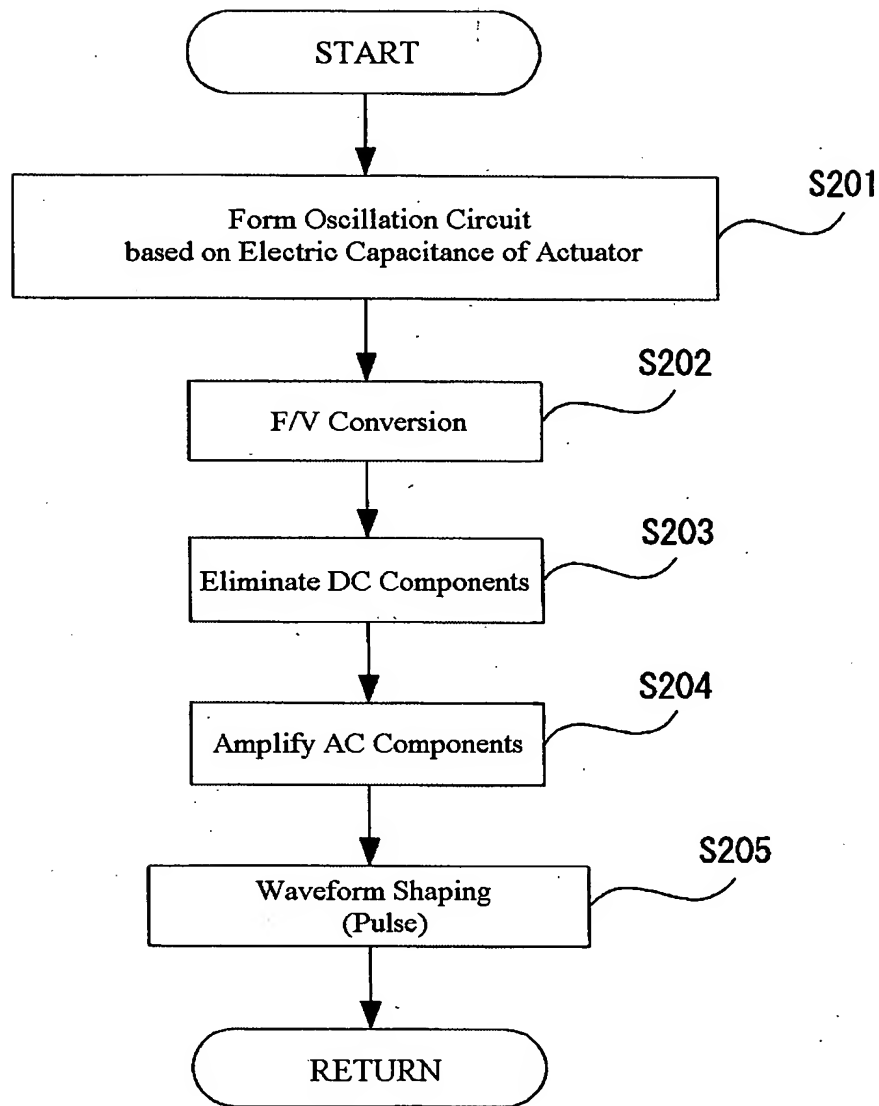 START
S201
Form Oscillation Circuit
based on Electric Capacitance of Actuator
S202
F/V Conversion
S203
Eliminate DC Components
S204
Amplify AC Components
S205
Waveform Shaping
(Pulse)
RETURN